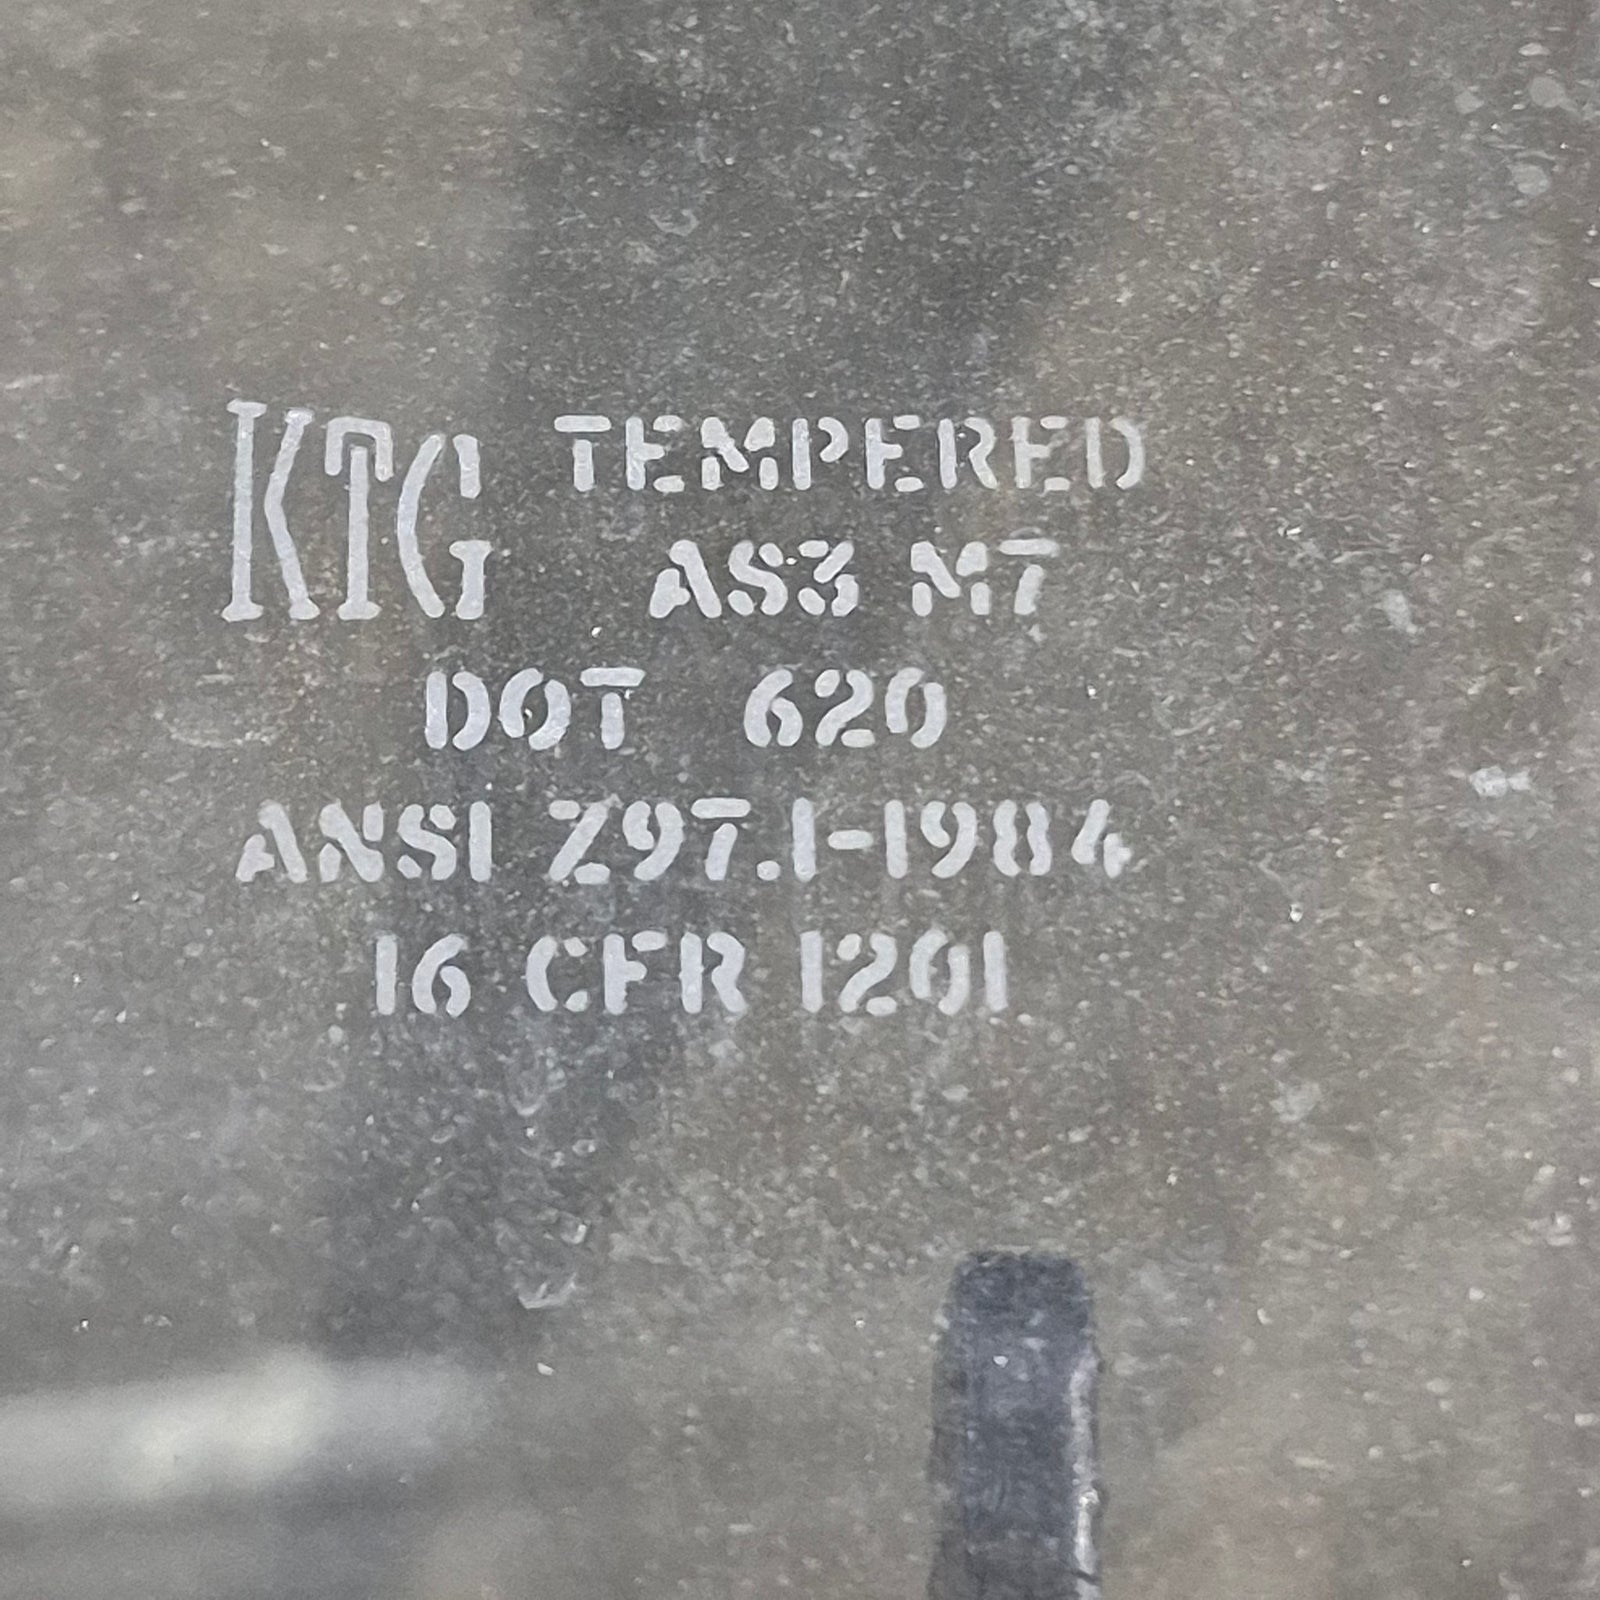 KTG TEMPERED
AS3 M7
DOT 620
ANSI Z97.1-1984
16 CFR 1201